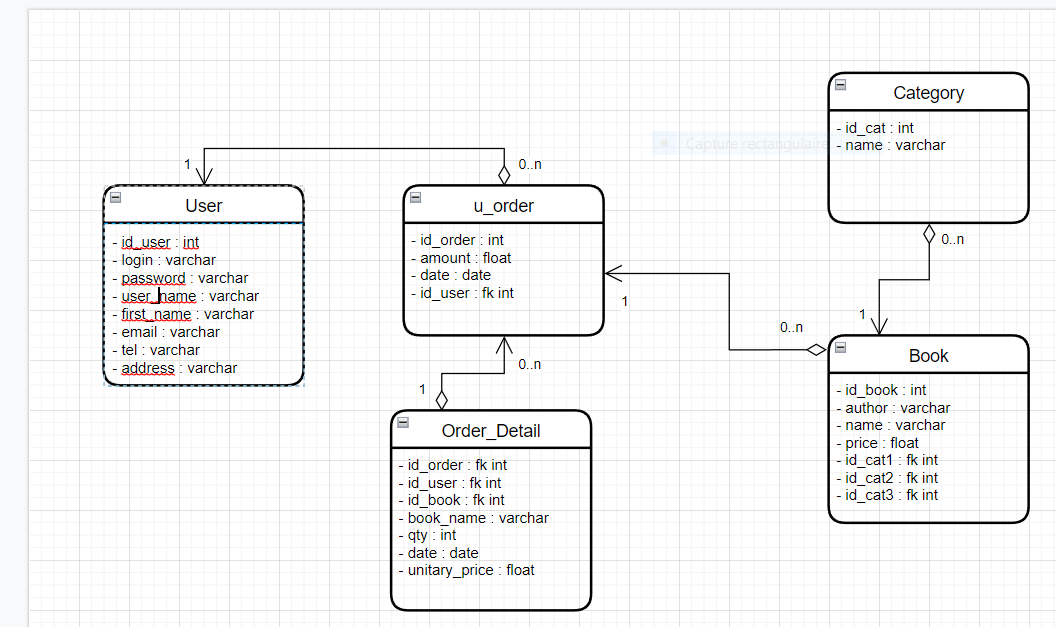 Category
- id_cat : int
- name : varchar
Capture rectangulaire
1
0..n
User
- id_user : int
- login : varchar
- password : varchar
- user_name : varchar
- first_name : varchar
- email : varchar
- tel : varchar
- address : varchar
u_order
- id_order : int
- amount : float
- date : date
- id_user : fk int
0..n
1
1
0..n
0..n
1
Book
- id_book : int
- author : varchar
- name : varchar
- price : float
- id_cat1 : fk int
- id_cat2 : fk int
- id_cat3 : fk int
Order_Detail
- id_order : fk int
- id_user : fk int
- id_book : fk int
- book_name : varchar
- qty : int
- date : date
- unitary_price : float